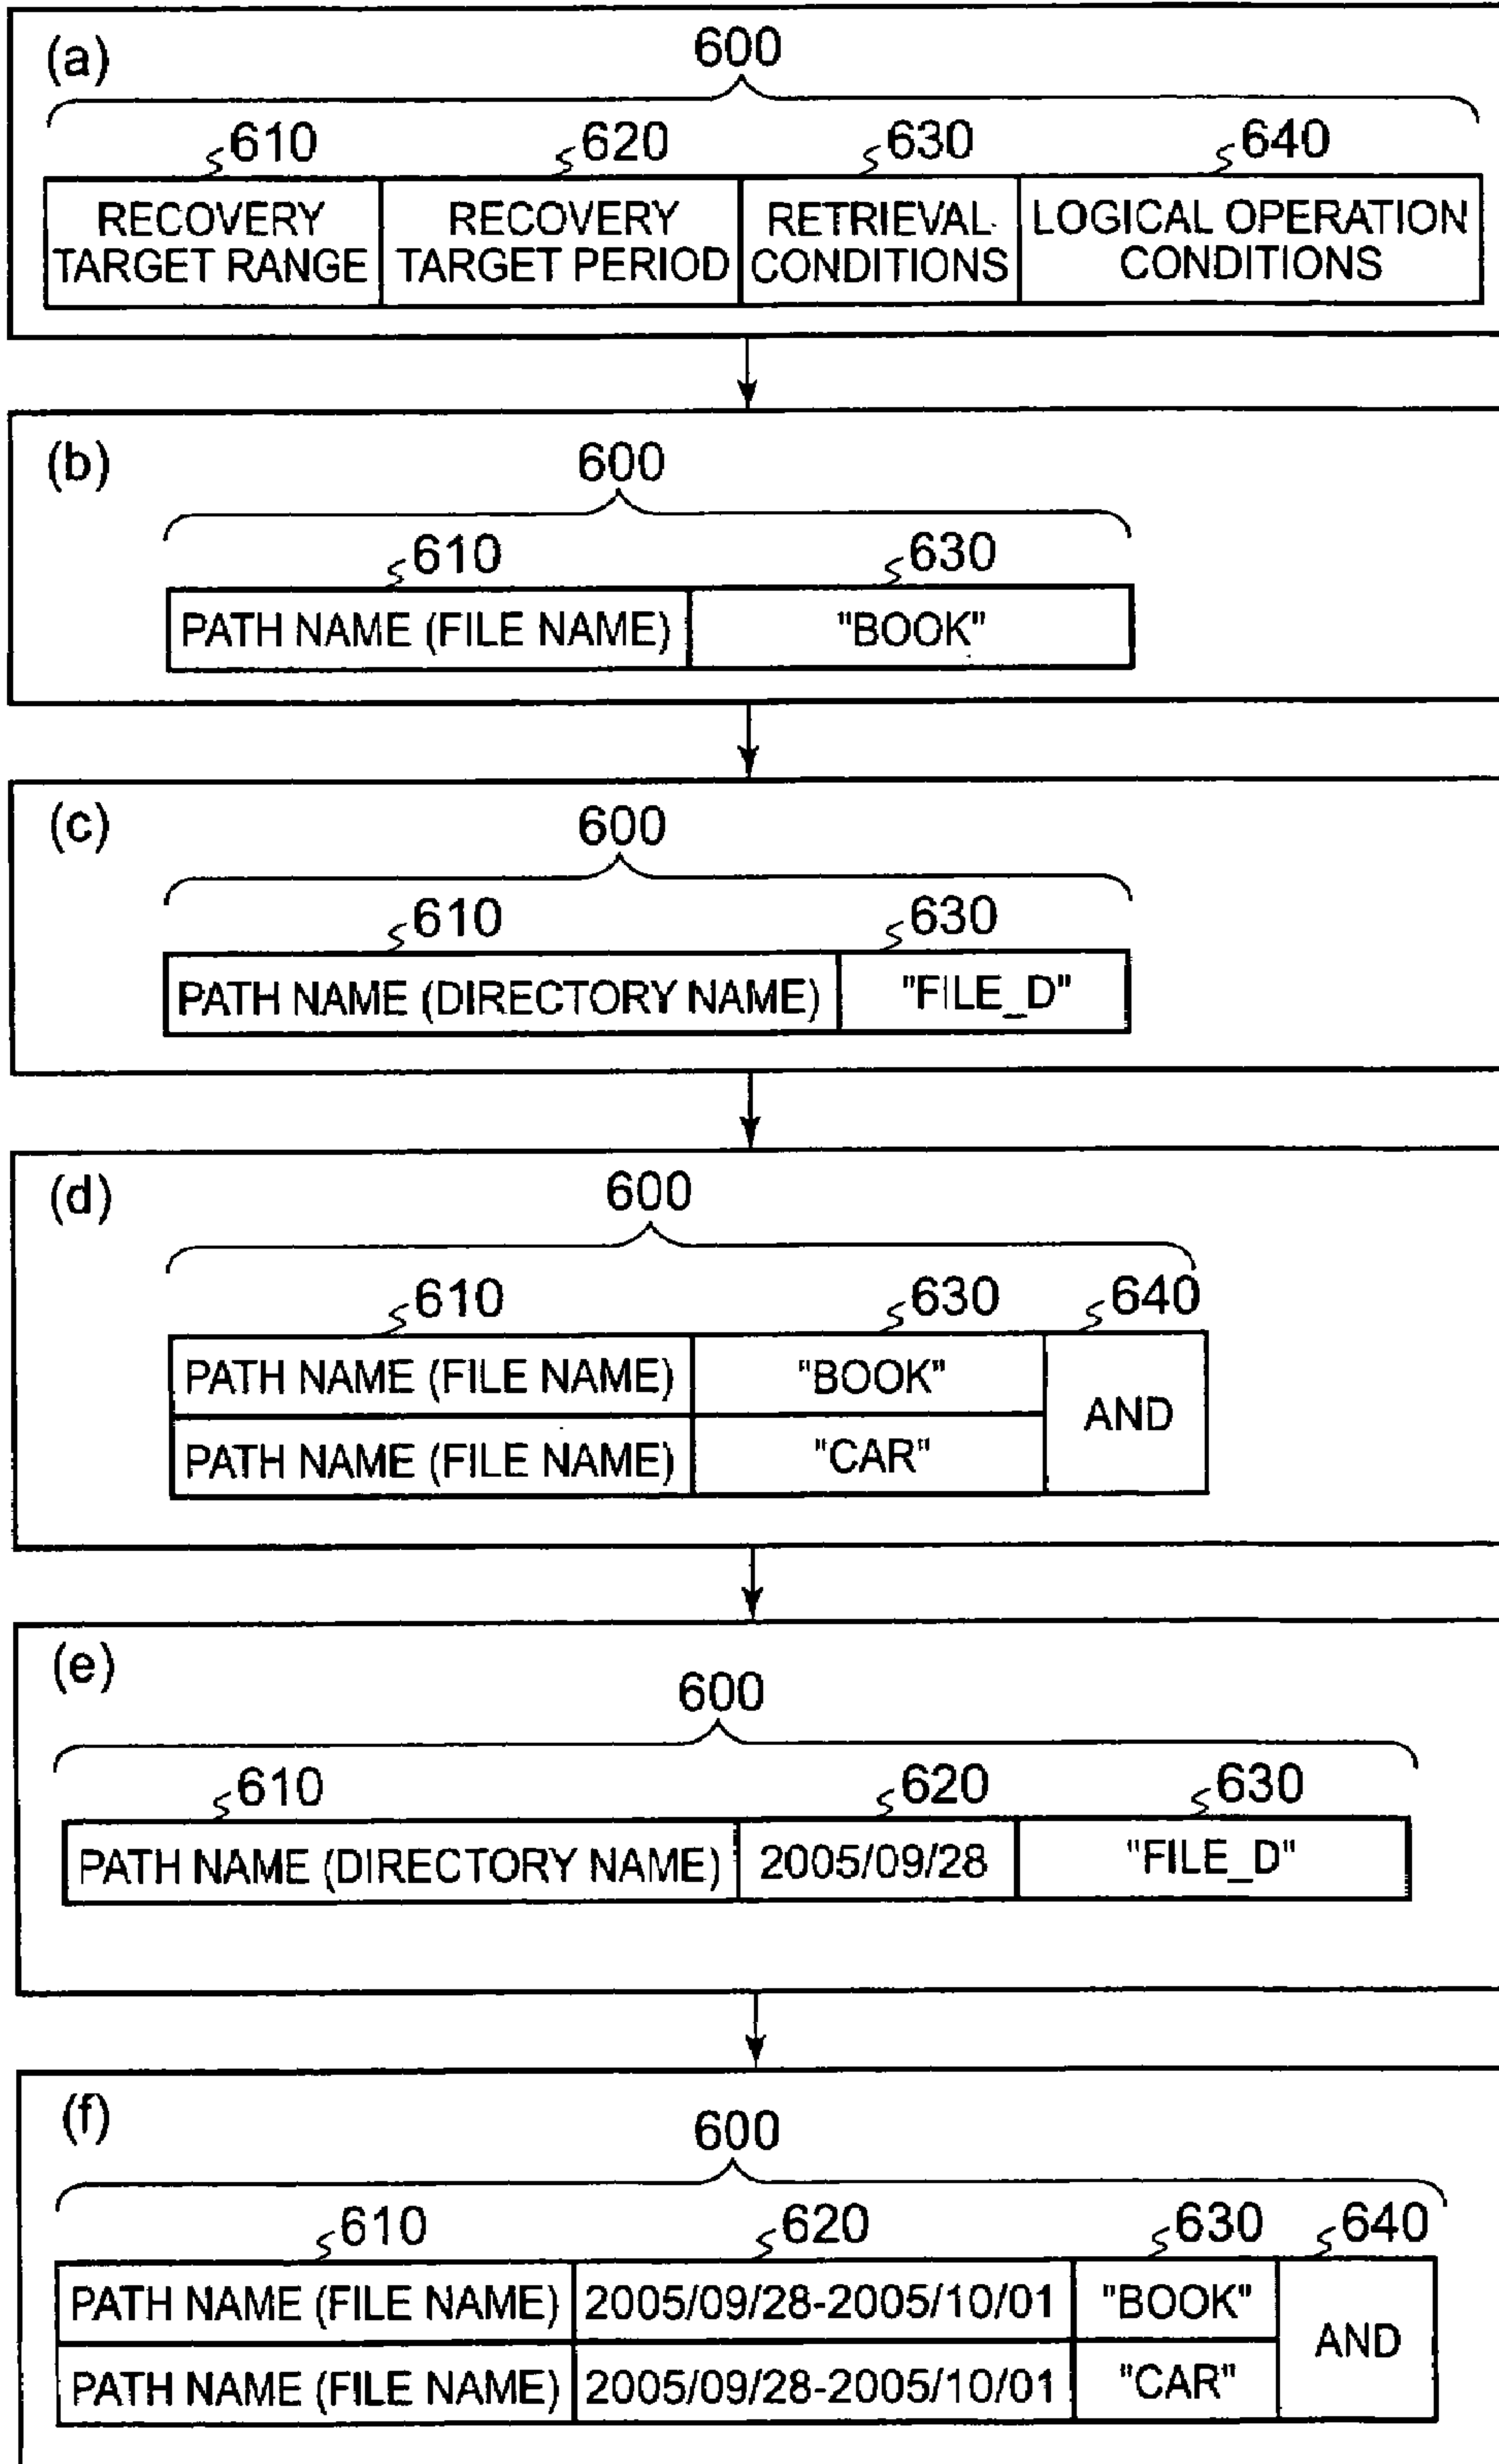 (a)
600
610 620 630 640
RECOVERY TARGET RANGE
RECOVERY TARGET PERIOD
RETRIEVAL CONDITIONS
LOGICAL OPERATION CONDITIONS
(b)
600
610 630
PATH NAME (FILE NAME) "BOOK"
(c)
600
610 630
PATH NAME (DIRECTORY NAME) "FILE_D"
(d)
600
610 630 640
PATH NAME (FILE NAME) "BOOK"
AND
PATH NAME (FILE NAME) "CAR"
(e)
600
610 620 630
PATH NAME (DIRECTORY NAME) 2005/09/28 "FILE_D"
(f)
600
610 620 630 640
PATH NAME (FILE NAME) 2005/09/28-2005/10/01 "BOOK"
AND
PATH NAME (FILE NAME) 2005/09/28-2005/10/01 "CAR"